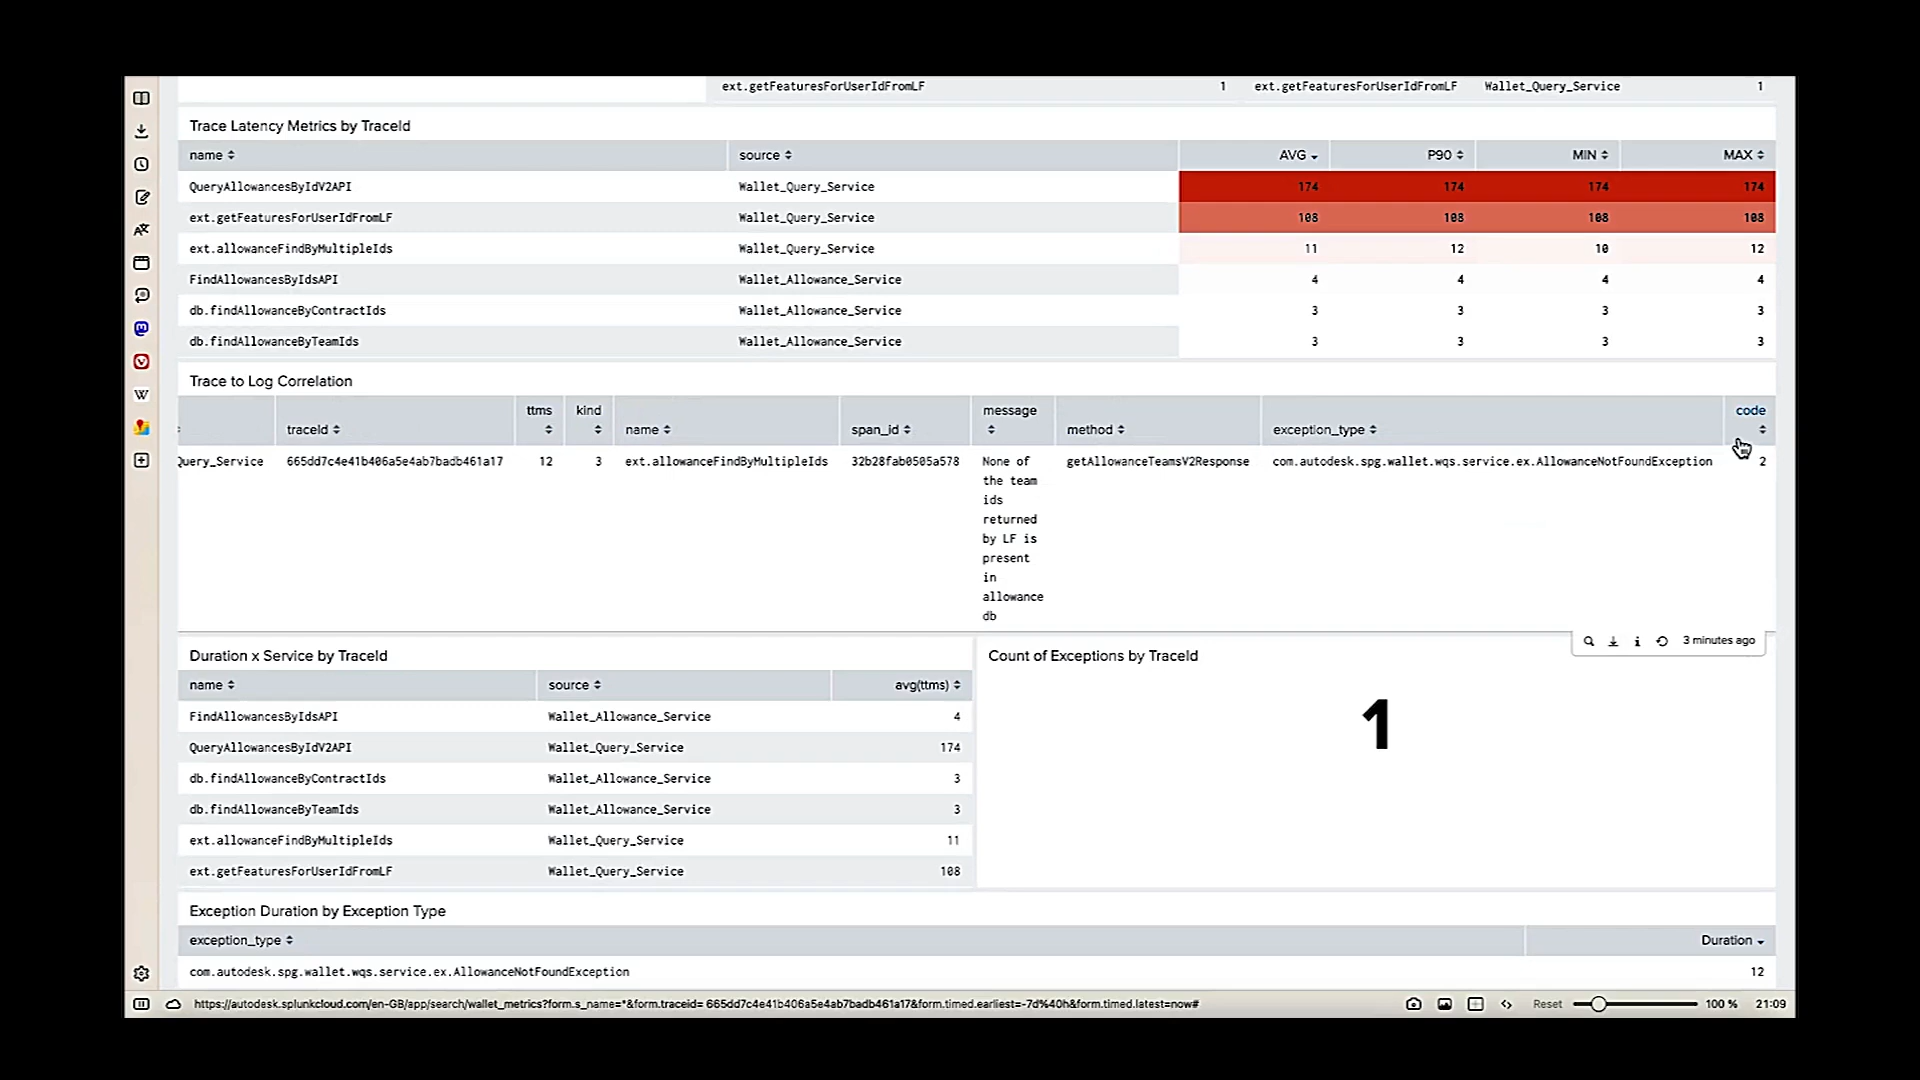 ext.getFeaturesForUserIdFromLF 1 ext.getFeaturesForUserIdFromLF Wallet_Query_Service 1
Trace Latency Metrics by TraceId
name source AVG P90 MIN MAX
QueryAllowancesByIdV2API Wallet_Query_Service 174 174 174 174
ext.getFeaturesForUserIdFromLF Wallet_Query_Service 108 108 108 108
ext.allowanceFindByMultipleIds Wallet_Query_Service 11 12 10 12
FindAllowancesByIdsAPI Wallet_Allowance_Service 4 4 4 4
db.findAllowanceByContractIds Wallet_Allowance_Service 3 3 3 3
db.findAllowanceByTeamIds Wallet_Allowance_Service 3 3 3 3
Trace to Log Correlation
traceId ttms kind name span_id message method exception_type code
Query_Service 665dd7c4e41b406a5e4ab7badb461a17 12 3 ext.allowanceFindByMultipleIds 32b28fab0505a578 None of getAllowanceTeamsV2Response com.autodesk.spg.wallet.wqs.service.ex.AllowanceNotFoundException 2
the team
ids
returned
by LF is
present
in
allowance
db
3 minutes ago
Duration x Service by TraceId
name source avg(ttms)
FindAllowancesByIdsAPI Wallet_Allowance_Service 4
QueryAllowancesByIdV2API Wallet_Query_Service 174
db.findAllowanceByContractIds Wallet_Allowance_Service 3
db.findAllowanceByTeamIds Wallet_Allowance_Service 3
ext.allowanceFindByMultipleIds Wallet_Query_Service 11
ext.getFeaturesForUserIdFromLF Wallet_Query_Service 108
Count of Exceptions by TraceId
1
Exception Duration by Exception Type
exception_type Duration
com.autodesk.spg.wallet.wqs.service.ex.AllowanceNotFoundException 12
https://autodesk.splunkcloud.com/en-GB/app/search/wallet_metrics?form.s_name=*&form.traceid= 665dd7c4e41b406a5e4ab7badb461a17&form.timed.earliest=-7d%40h&form.timed.latest=now# Reset 100 % 21:09